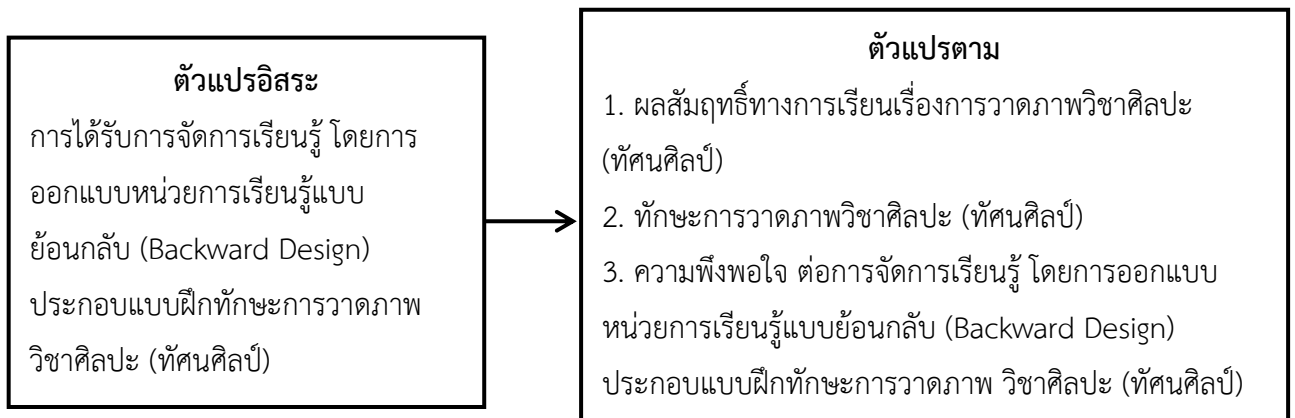 ตัวแปรอิสระ
การได้รับการจัดการเรียนรู้ โดยการ
ออกแบบหน่วยการเรียนรู้แบบ
ย้อนกลับ (Backward Design)
ประกอบแบบฝึกทักษะการวาดภาพ
วิชาศิลปะ (ทัศนศิลป์)
ตัวแปรตาม
1. ผลสัมฤทธิ์ทางการเรียนเรื่องการวาดภาพวิชาศิลปะ
(ทัศนศิลป์)
2. ทักษะการวาดภาพวิชาศิลปะ (ทัศนศิลป์)
3. ความพึงพอใจ ต่อการจัดการเรียนรู้ โดยการออกแบบ
หน่วยการเรียนรู้แบบย้อนกลับ (Backward Design)
ประกอบแบบฝึกทักษะการวาดภาพ วิชาศิลปะ (ทัศนศิลป์)